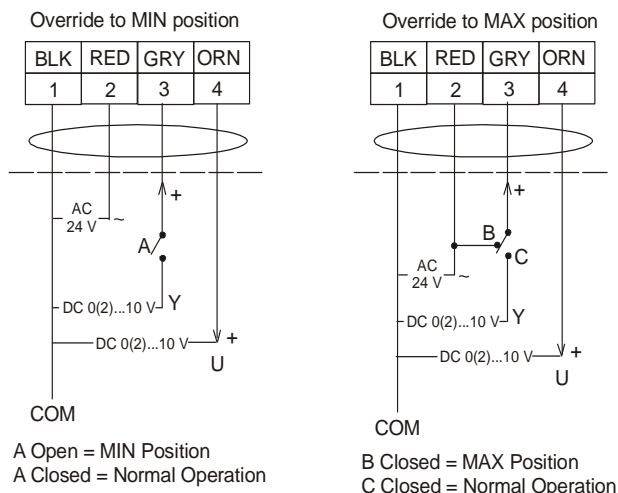 Override to MIN position
BLK RED GRY ORN
1 2 3 4
+
AC
24 V ~
A
DC 0(2)...10 V Y
DC 0(2)...10 V +
U
COM
A Open = MIN Position
A Closed = Normal Operation
Override to MAX position
BLK RED GRY ORN
1 2 3 4
+
B
C
AC
24 V ~
DC 0(2)...10 V Y
DC 0(2)...10 V +
U
COM
B Closed = MAX Position
C Closed = Normal Operation